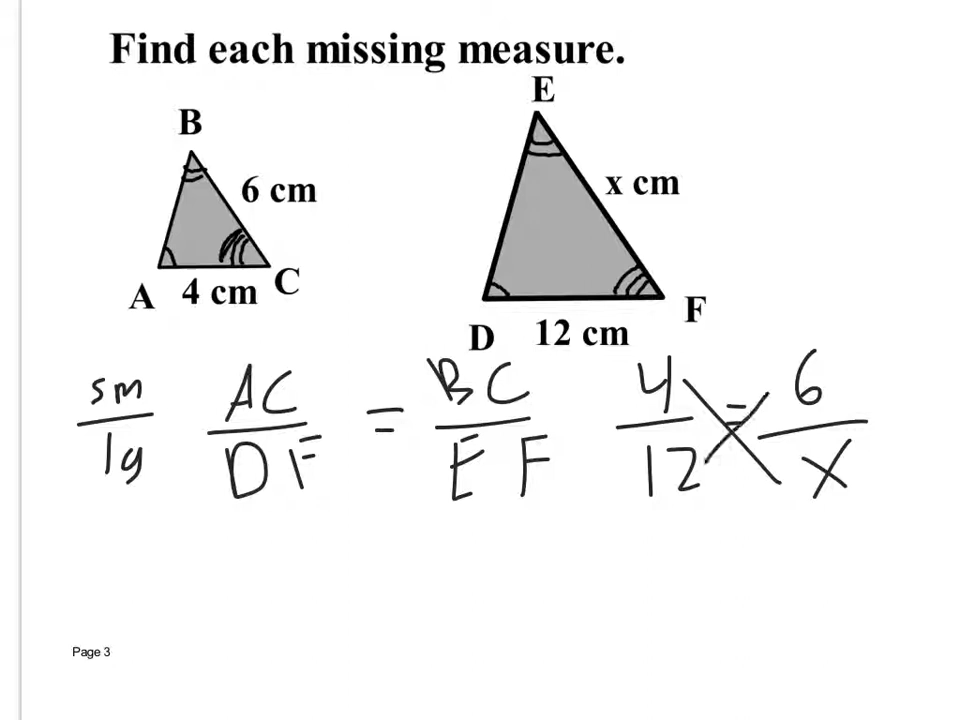 Find each missing measure.
B
E
6 cm
x cm
A 4 cm C
D 12 cm F
sm/lg AC/DF = BC/EF 4/12 = 6/x
Page 3